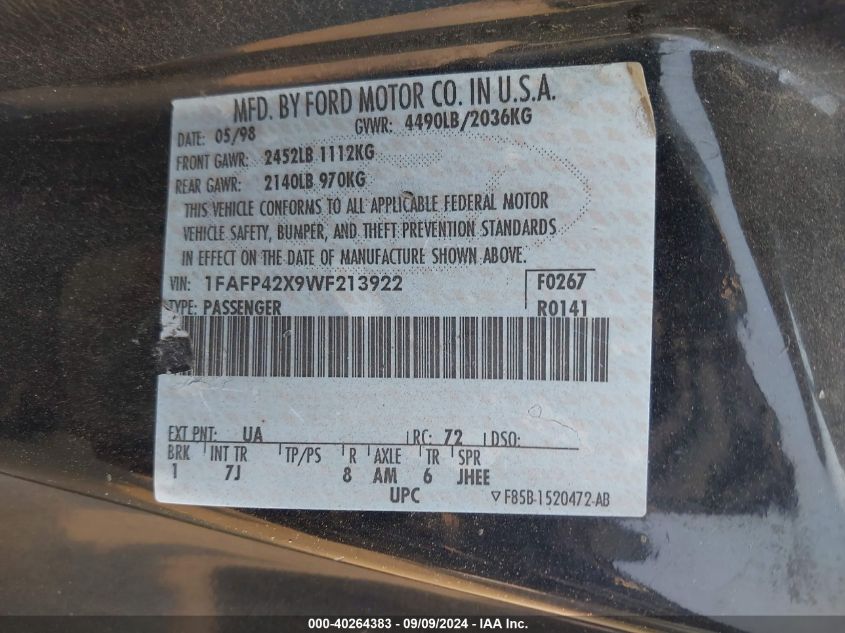 MFD. BY FORD MOTOR CO. IN U.S.A.
DATE: 05/98 GVWR: 4490LB/2036KG
FRONT GAWR: 2452LB 1112KG
REAR GAWR: 2140LB 970KG
THIS VEHICLE CONFORMS TO ALL APPLICABLE FEDERAL MOTOR
VEHICLE SAFETY, BUMPER, AND THEFT PREVENTION STANDARDS
IN EFFECT ON THE DATE OF MANUFACTURE SHOWN ABOVE.
VIN: 1FAFP42X9WF213922 F0267
TYPE: PASSENGER R0141
EXT PNT: UA RC: 72 DSO:
BRK INT TR TP/PS R AXLE TR SPR
1 7J 8 AM 6 JHEE
UPC ▽F85B-1520472-AB
000-40264383 - 09/09/2024 - IAAI.com